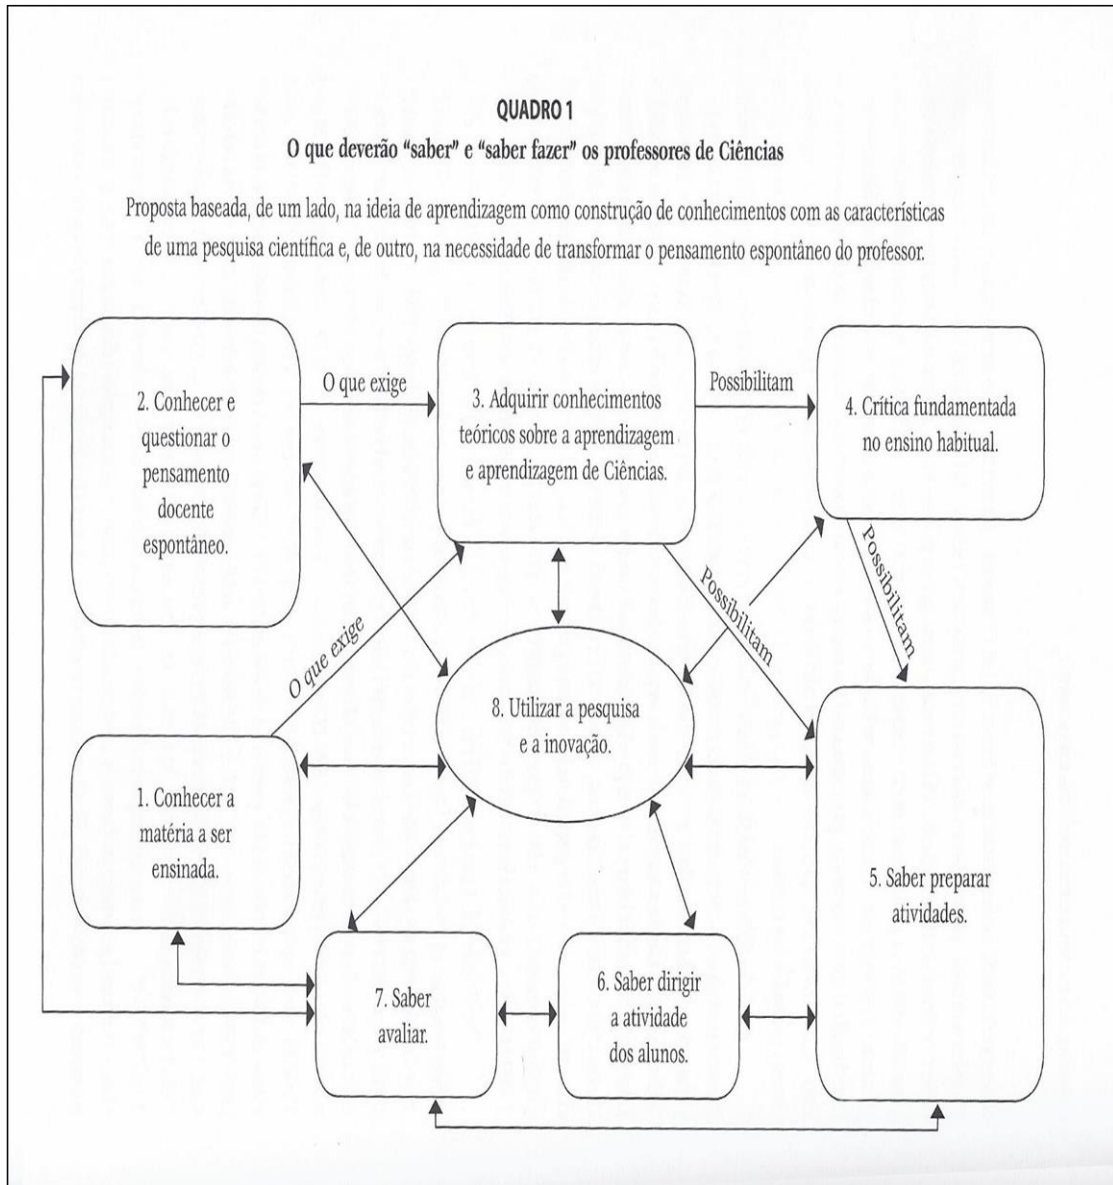 QUADRO 1
O que deverão “saber” e “saber fazer” os professores de Ciências
Proposta baseada, de um lado, na ideia de aprendizagem como construção de conhecimentos com as características
de uma pesquisa científica e, de outro, na necessidade de transformar o pensamento espontâneo do professor.
2. Conhecer e
questionar o
pensamento
docente
espontâneo.
O que exige
3. Adquirir conhecimentos
teóricos sobre a aprendizagem
e aprendizagem de Ciências.
Possibilitam
4. Crítica fundamentada
no ensino habitual.
O que exige
Possibilitam
Possibilitam
8. Utilizar a pesquisa
e a inovação.
1. Conhecer a
matéria a ser
ensinada.
5. Saber preparar
atividades.
7. Saber
avaliar.
6. Saber dirigir
a atividade
dos alunos.